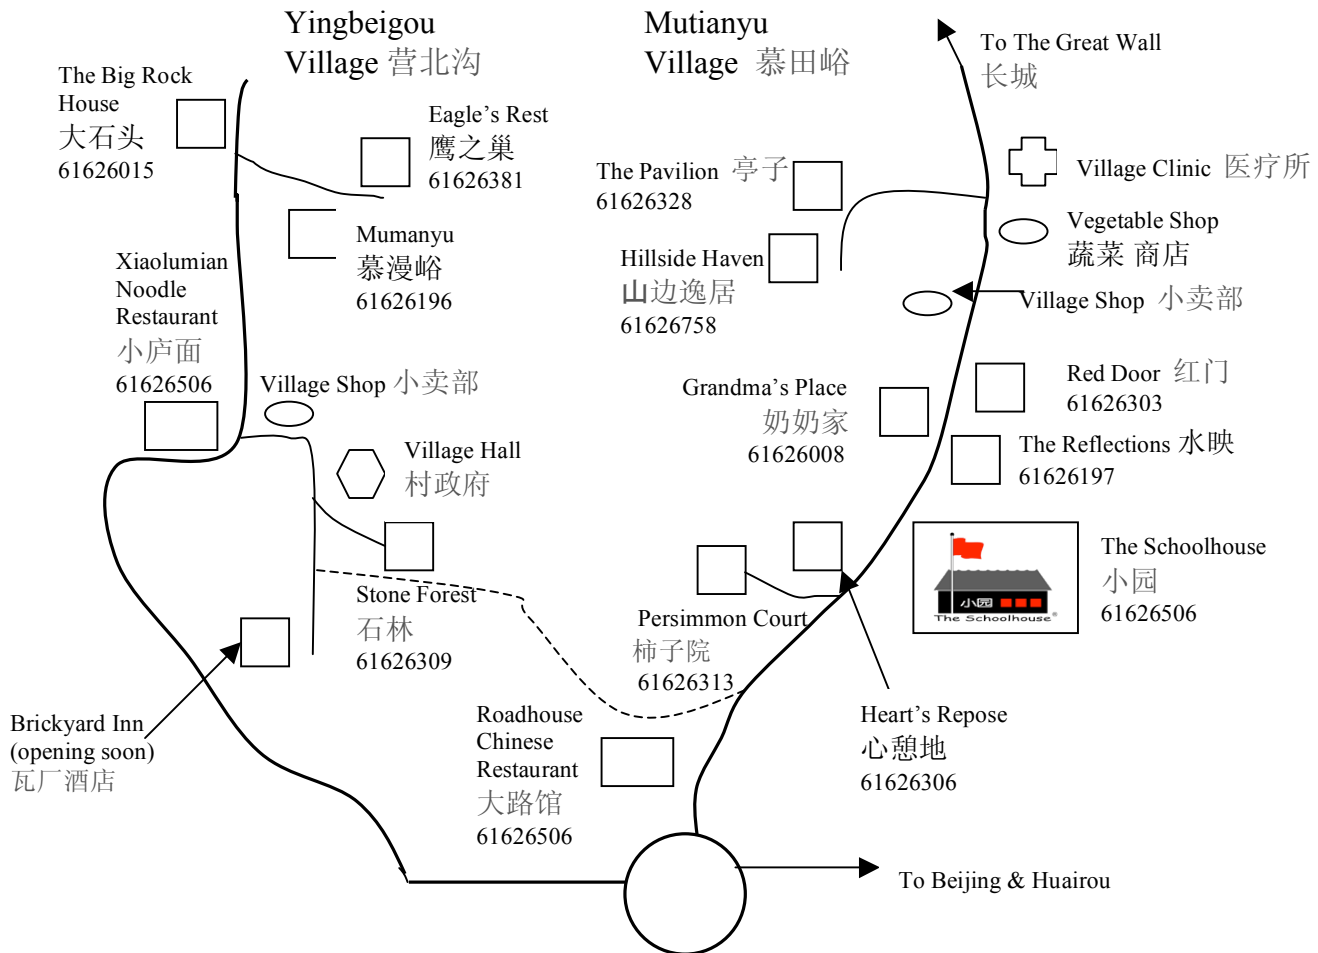 Yingbeigou
Village 营北沟
Mutianyu
Village 慕田峪
To The Great Wall
长城
The Big Rock
House
大石头
61626015
Eagle's Rest
鹰之巢
61626381
Mumanyu
慕漫峪
61626196
Xiaolumian
Noodle
Restaurant
小庐面
61626506
Village Shop 小卖部
Village Hall
村政府
Stone Forest
石林
61626309
Brickyard Inn
(opening soon)
瓦厂酒店
The Pavilion 亭子
61626328
Hillside Haven
山边逸居
61626758
Village Clinic 医疗所
Vegetable Shop
蔬菜 商店
Village Shop 小卖部
Grandma's Place
奶奶家
61626008
Red Door 红门
61626303
The Reflections 水映
61626197
小园
The Schoolhouse®
The Schoolhouse
小园
61626506
Persimmon Court
柿子院
61626313
Heart's Repose
心憩地
61626306
Roadhouse
Chinese
Restaurant
大路馆
61626506
To Beijing & Huairou